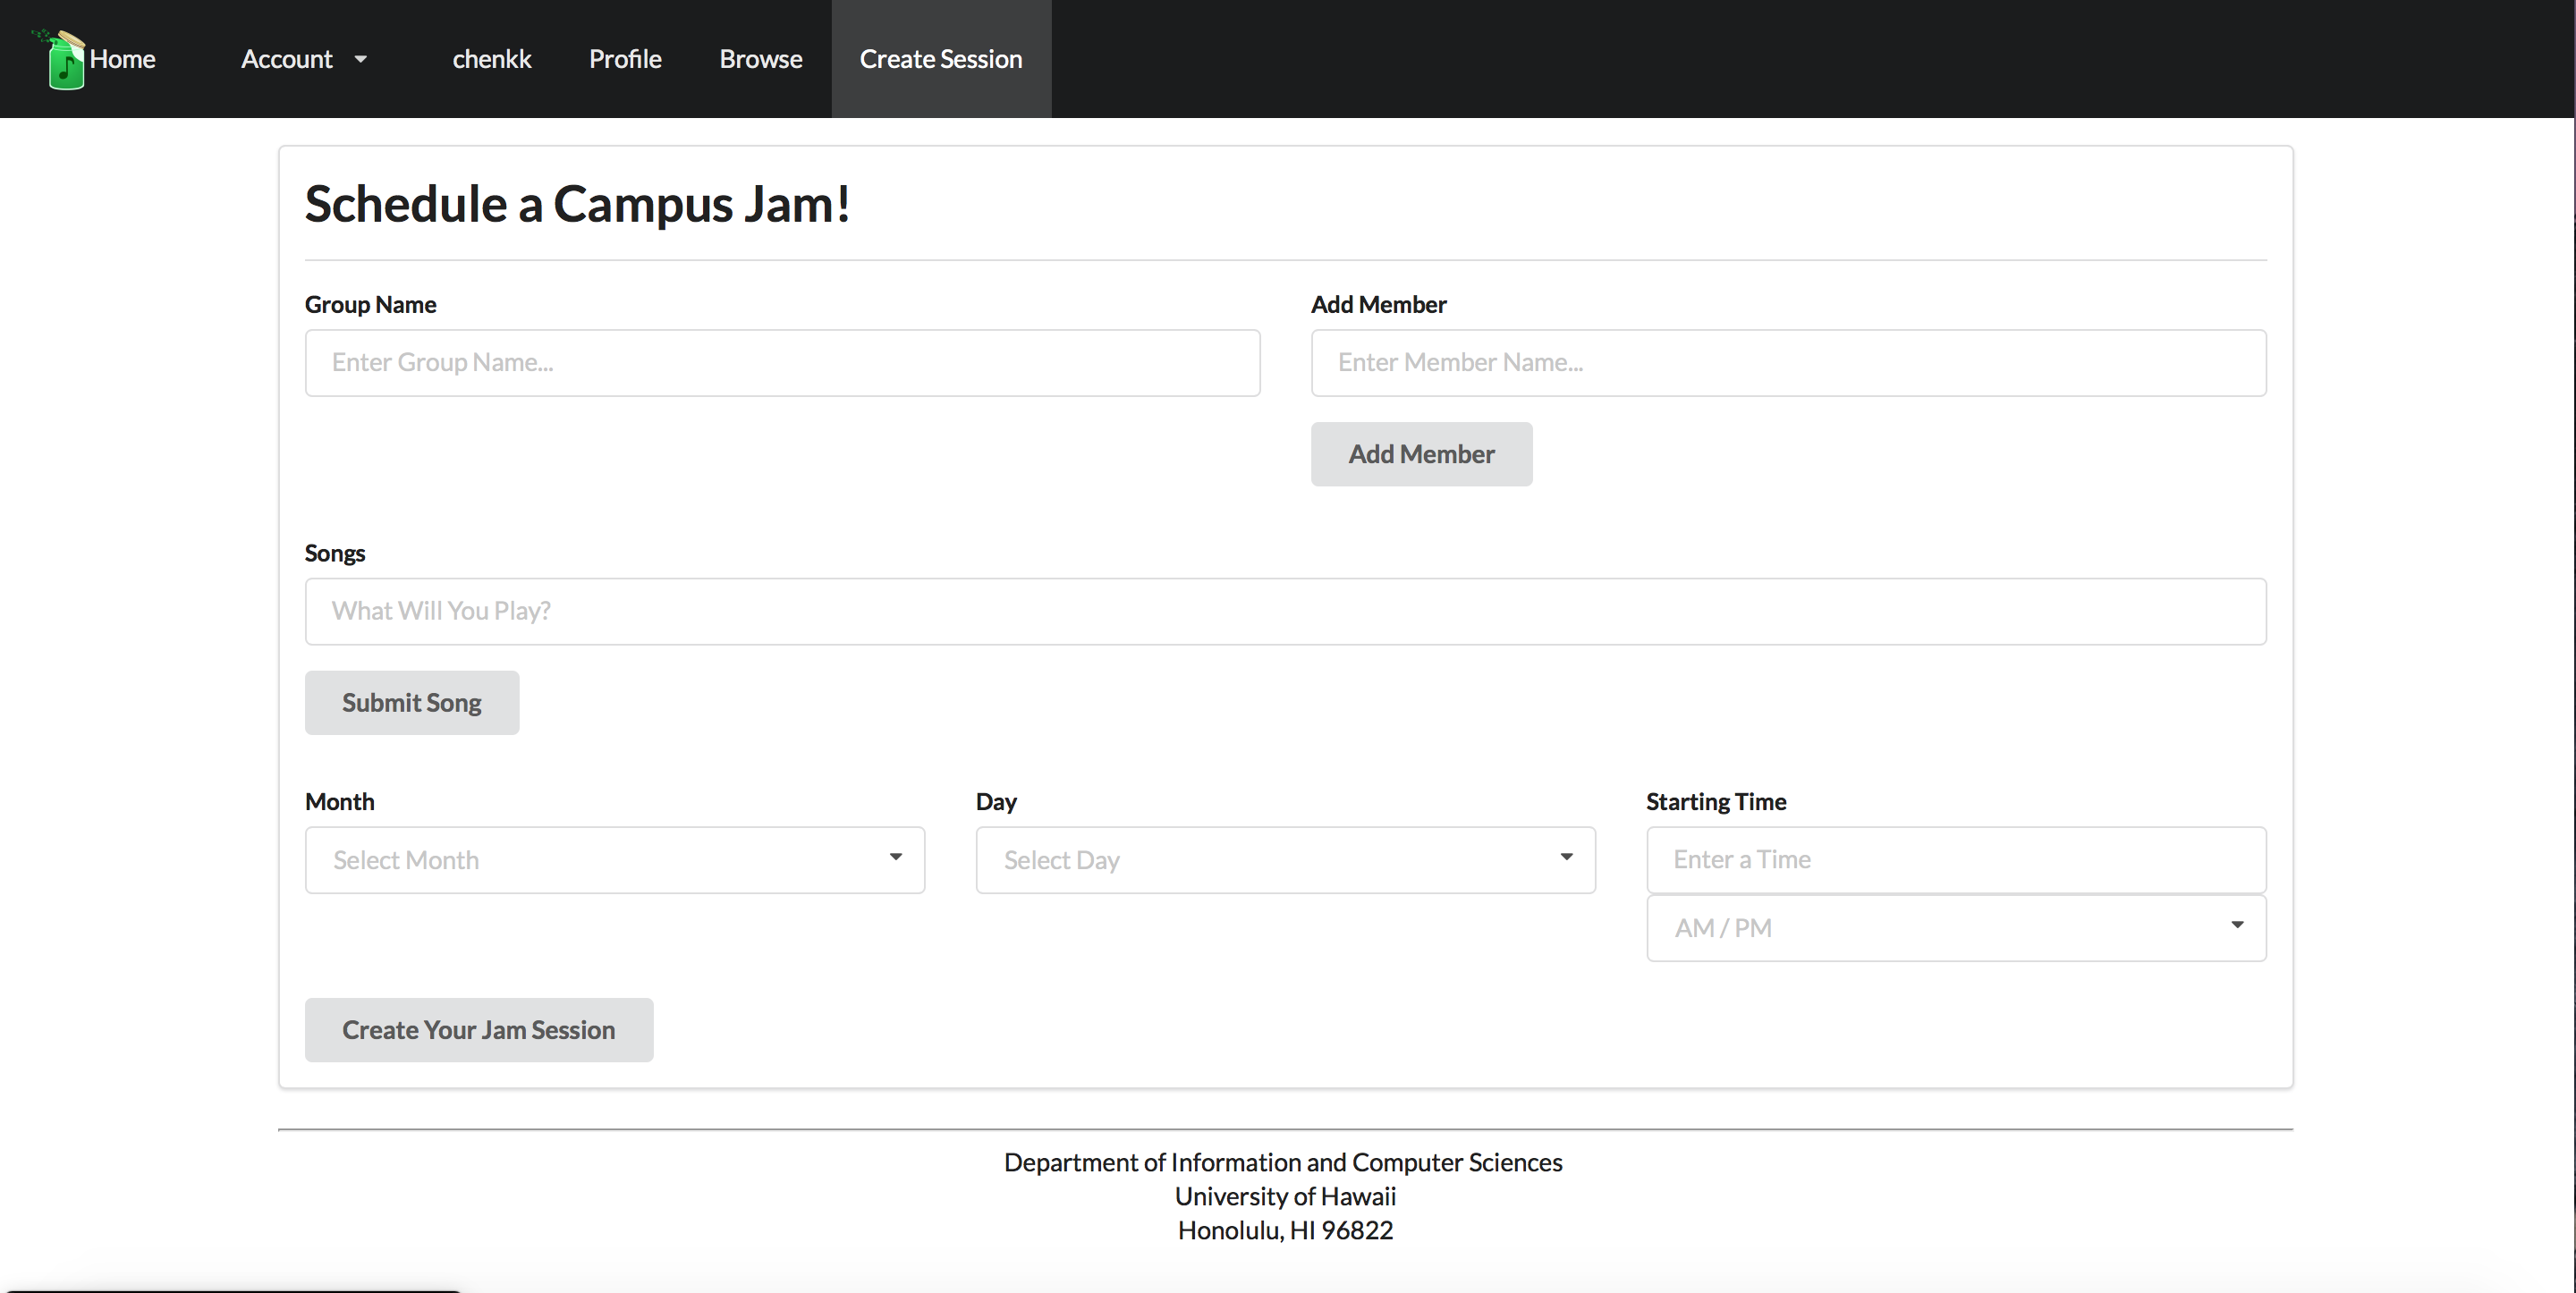 Home Account chenkk Profile Browse Create Session
Schedule a Campus Jam!
Group Name Add Member
Enter Group Name... Enter Member Name...
Add Member
Songs
What Will You Play?
Submit Song
Month Day Starting Time
Select Month Select Day Enter a Time
AM / PM
Create Your Jam Session
Department of Information and Computer Sciences
University of Hawaii
Honolulu, HI 96822